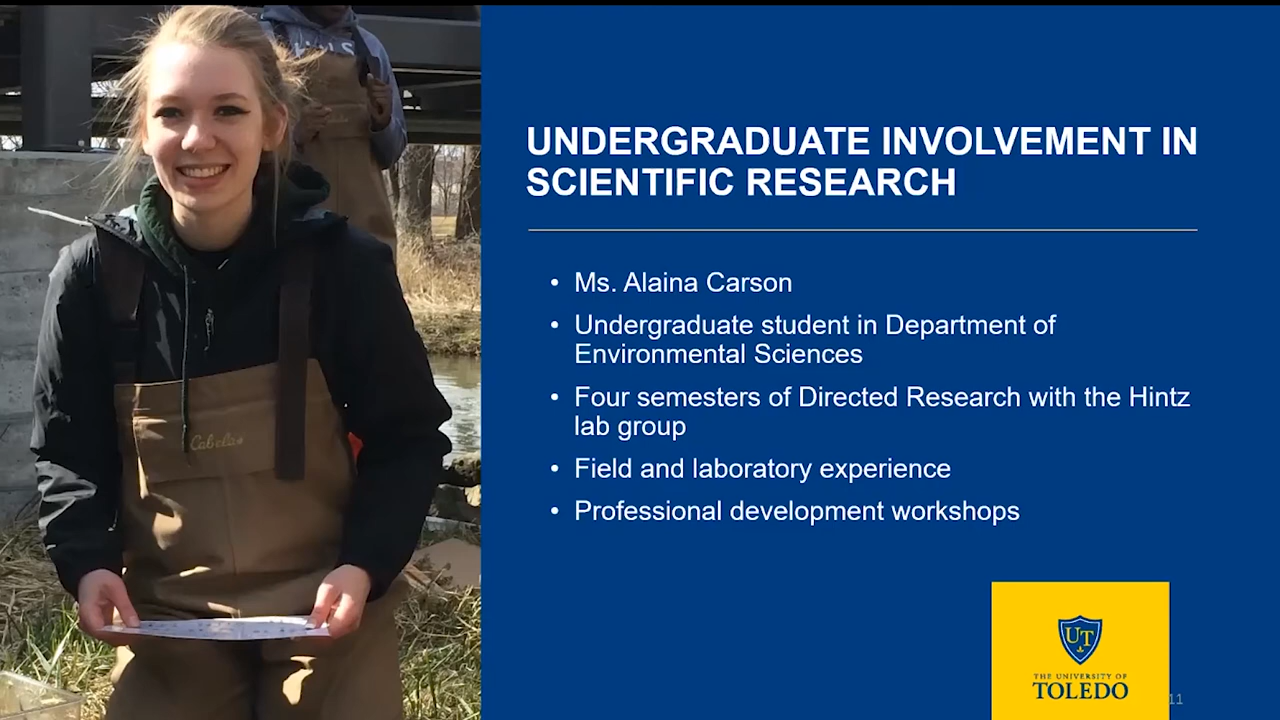 UNDERGRADUATE INVOLVEMENT IN
SCIENTIFIC RESEARCH
• Ms. Alaina Carson
• Undergraduate student in Department of
Environmental Sciences
• Four semesters of Directed Research with the Hintz
lab group
• Field and laboratory experience
• Professional development workshops
Cabelas
UT
THE UNIVERSITY OF
TOLEDO
11